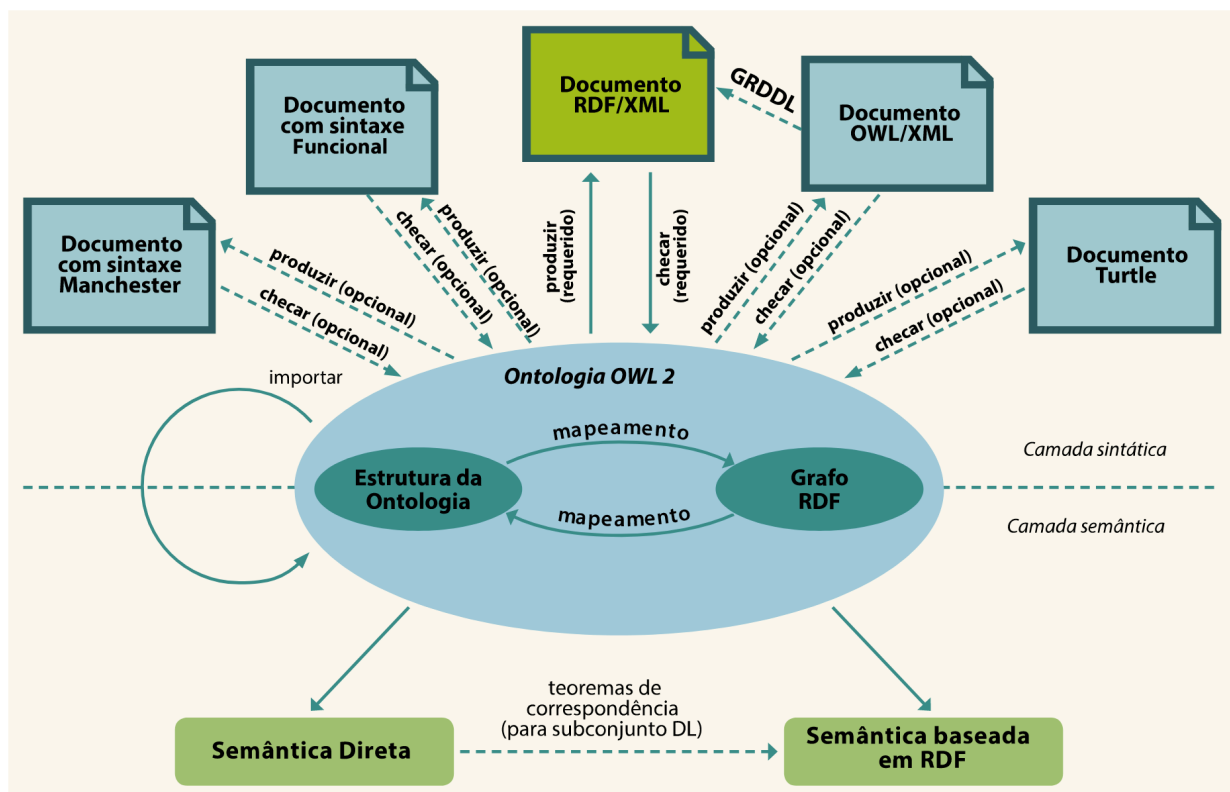 Documento
RDF/XML
GRDDL
Documento
OWL/XML
Documento
com sintaxe
Funcional
Documento
com sintaxe
Manchester
Documento
Turtle
produzir (opcional)
checar (opcional)
produzir (opcional)
checar (opcional)
produzir
(requerido)
checar
(requerido)
produzir (opcional)
checar (opcional)
produzir (opcional)
checar (opcional)
importar
Ontologia OWL 2
mapeamento
Estrutura da
Ontologia
Grafo
RDF
mapeamento
Camada sintática
Camada semântica
teoremas de
correspondência
(para subconjunto DL)
Semântica Direta
Semântica baseada
em RDF